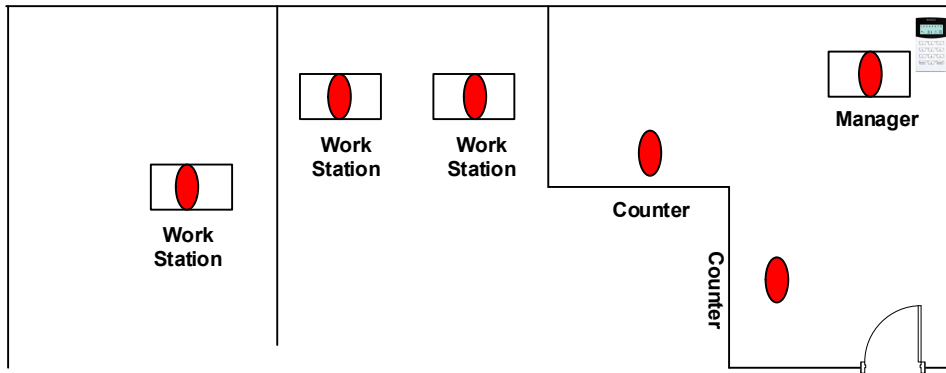 Manager
Work
Station
Work
Station
Counter
Work
Station
Counter